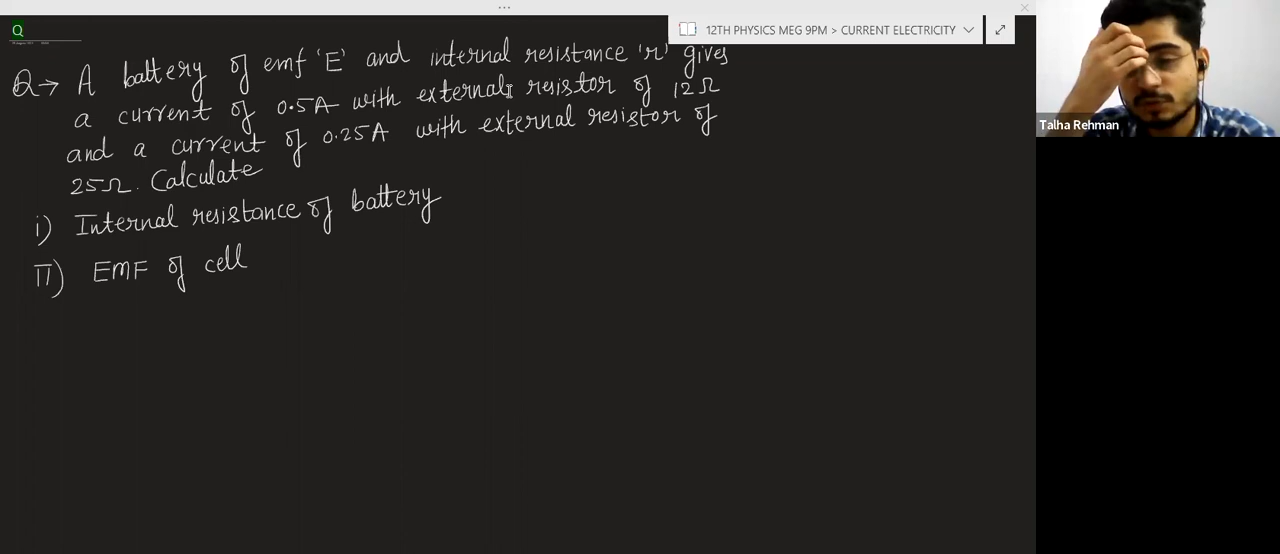 Q
12TH PHYSICS MEG 9PM > CURRENT ELECTRICITY
Q→ A battery of emf 'E' and internal resistance 'r' gives
a current of 0.5A with external resistor of 12Ω
and a current of 0.25A with external resistor of
25Ω. Calculate
i) Internal resistance of battery
II) EMF of cell
Talha Rehman